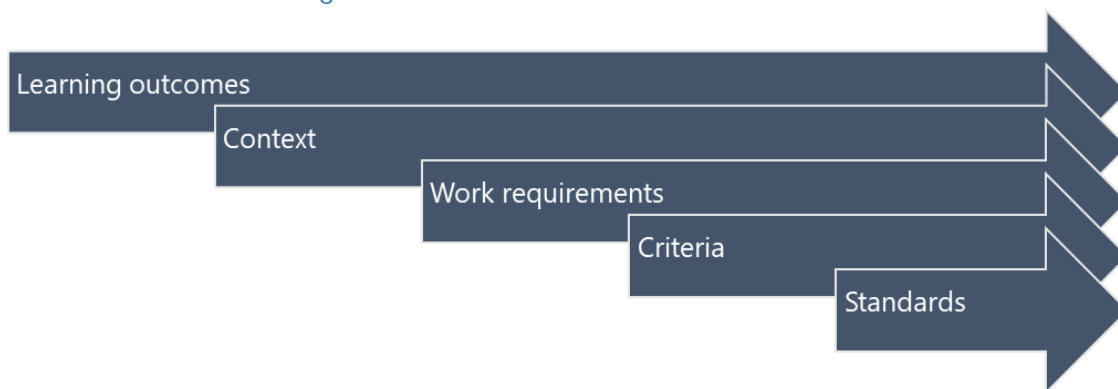 Learning outcomes
Context
Work requirements
Criteria
Standards